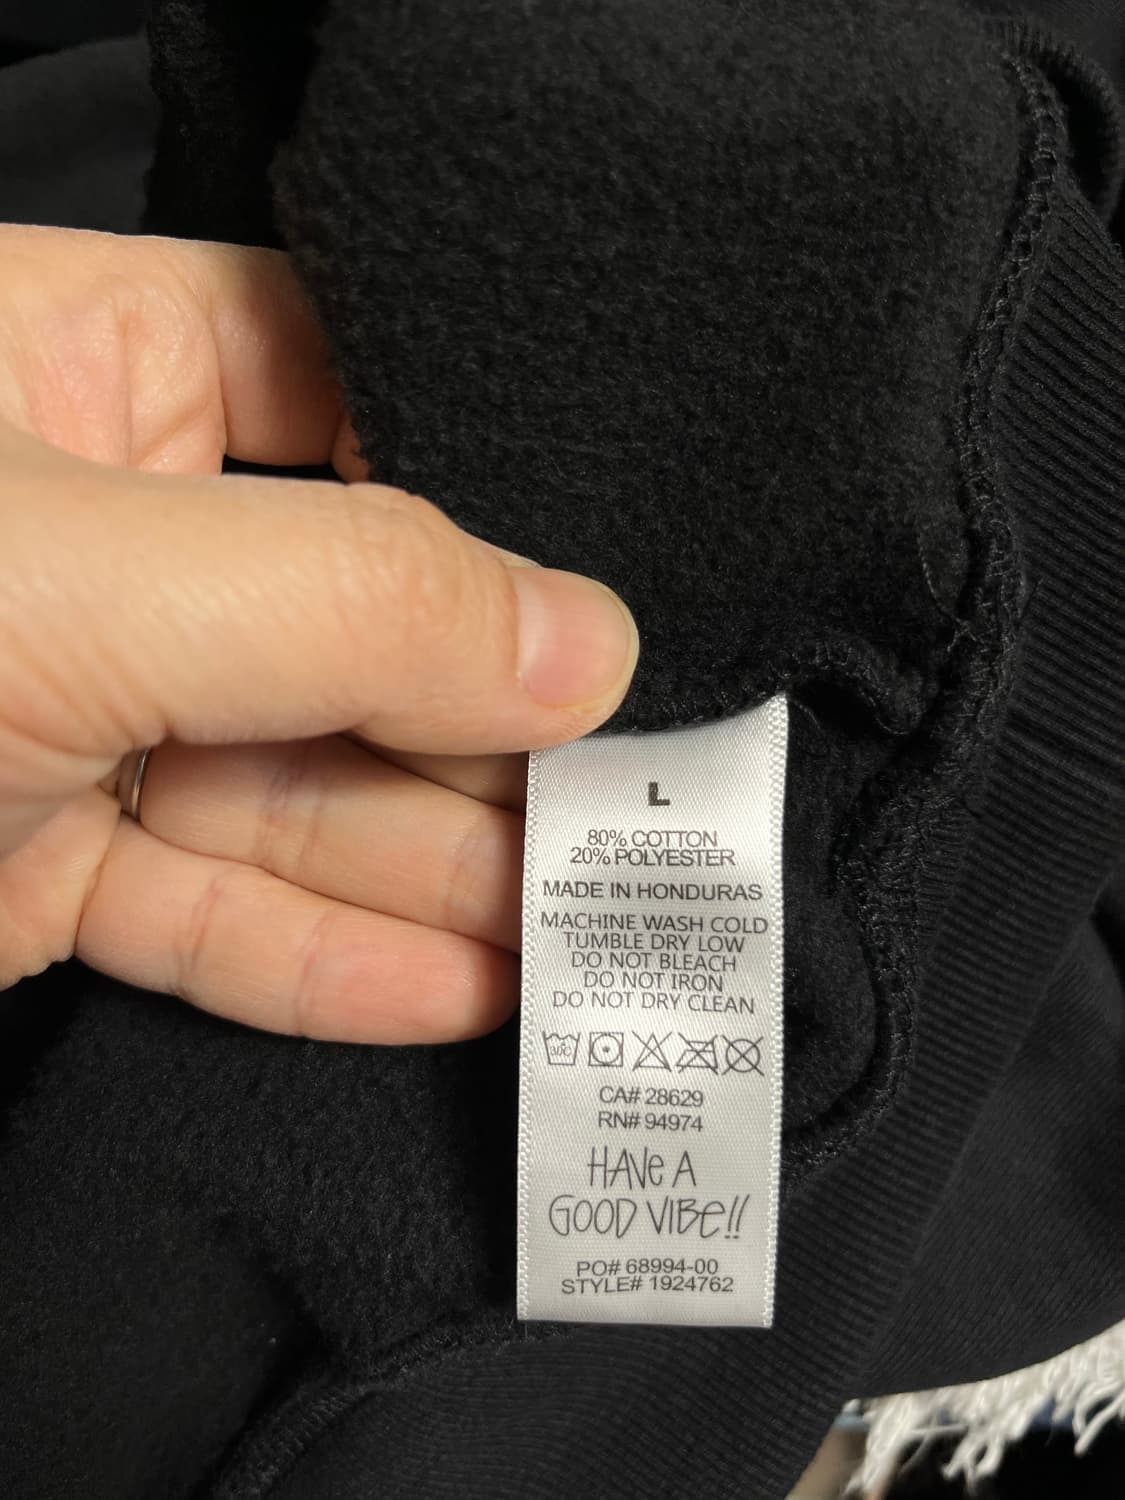 L
80% COTTON
20% POLYESTER
MADE IN HONDURAS
MACHINE WASH COLD
TUMBLE DRY LOW
DO NOT BLEACH
DO NOT IRON
DO NOT DRY CLEAN
30C
CA# 28629
RN# 94974
HAVe A
GOOD VIBe!!
PO# 68994-00
STYLE# 1924762